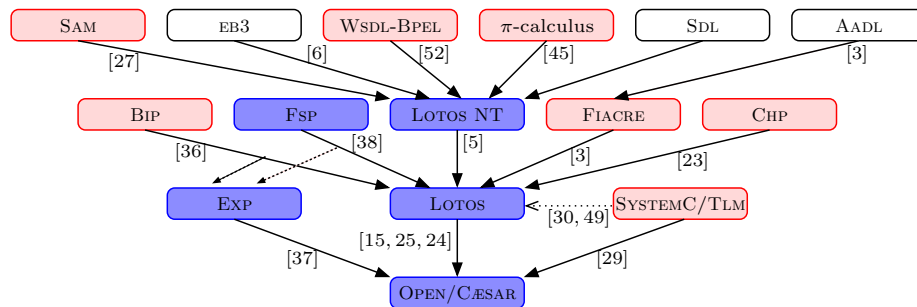 SAM EB3 WSDL-BPEL π-calculus SDL AADL
[27] [6] [52] [45] [3]
BIP FSP LOTOS NT FIACRE CHP
[36] [38] [5] [3] [23]
EXP LOTOS SYSTEMC/TLM
[30, 49]
[37] [15, 25, 24] [29]
OPEN/CÆSAR